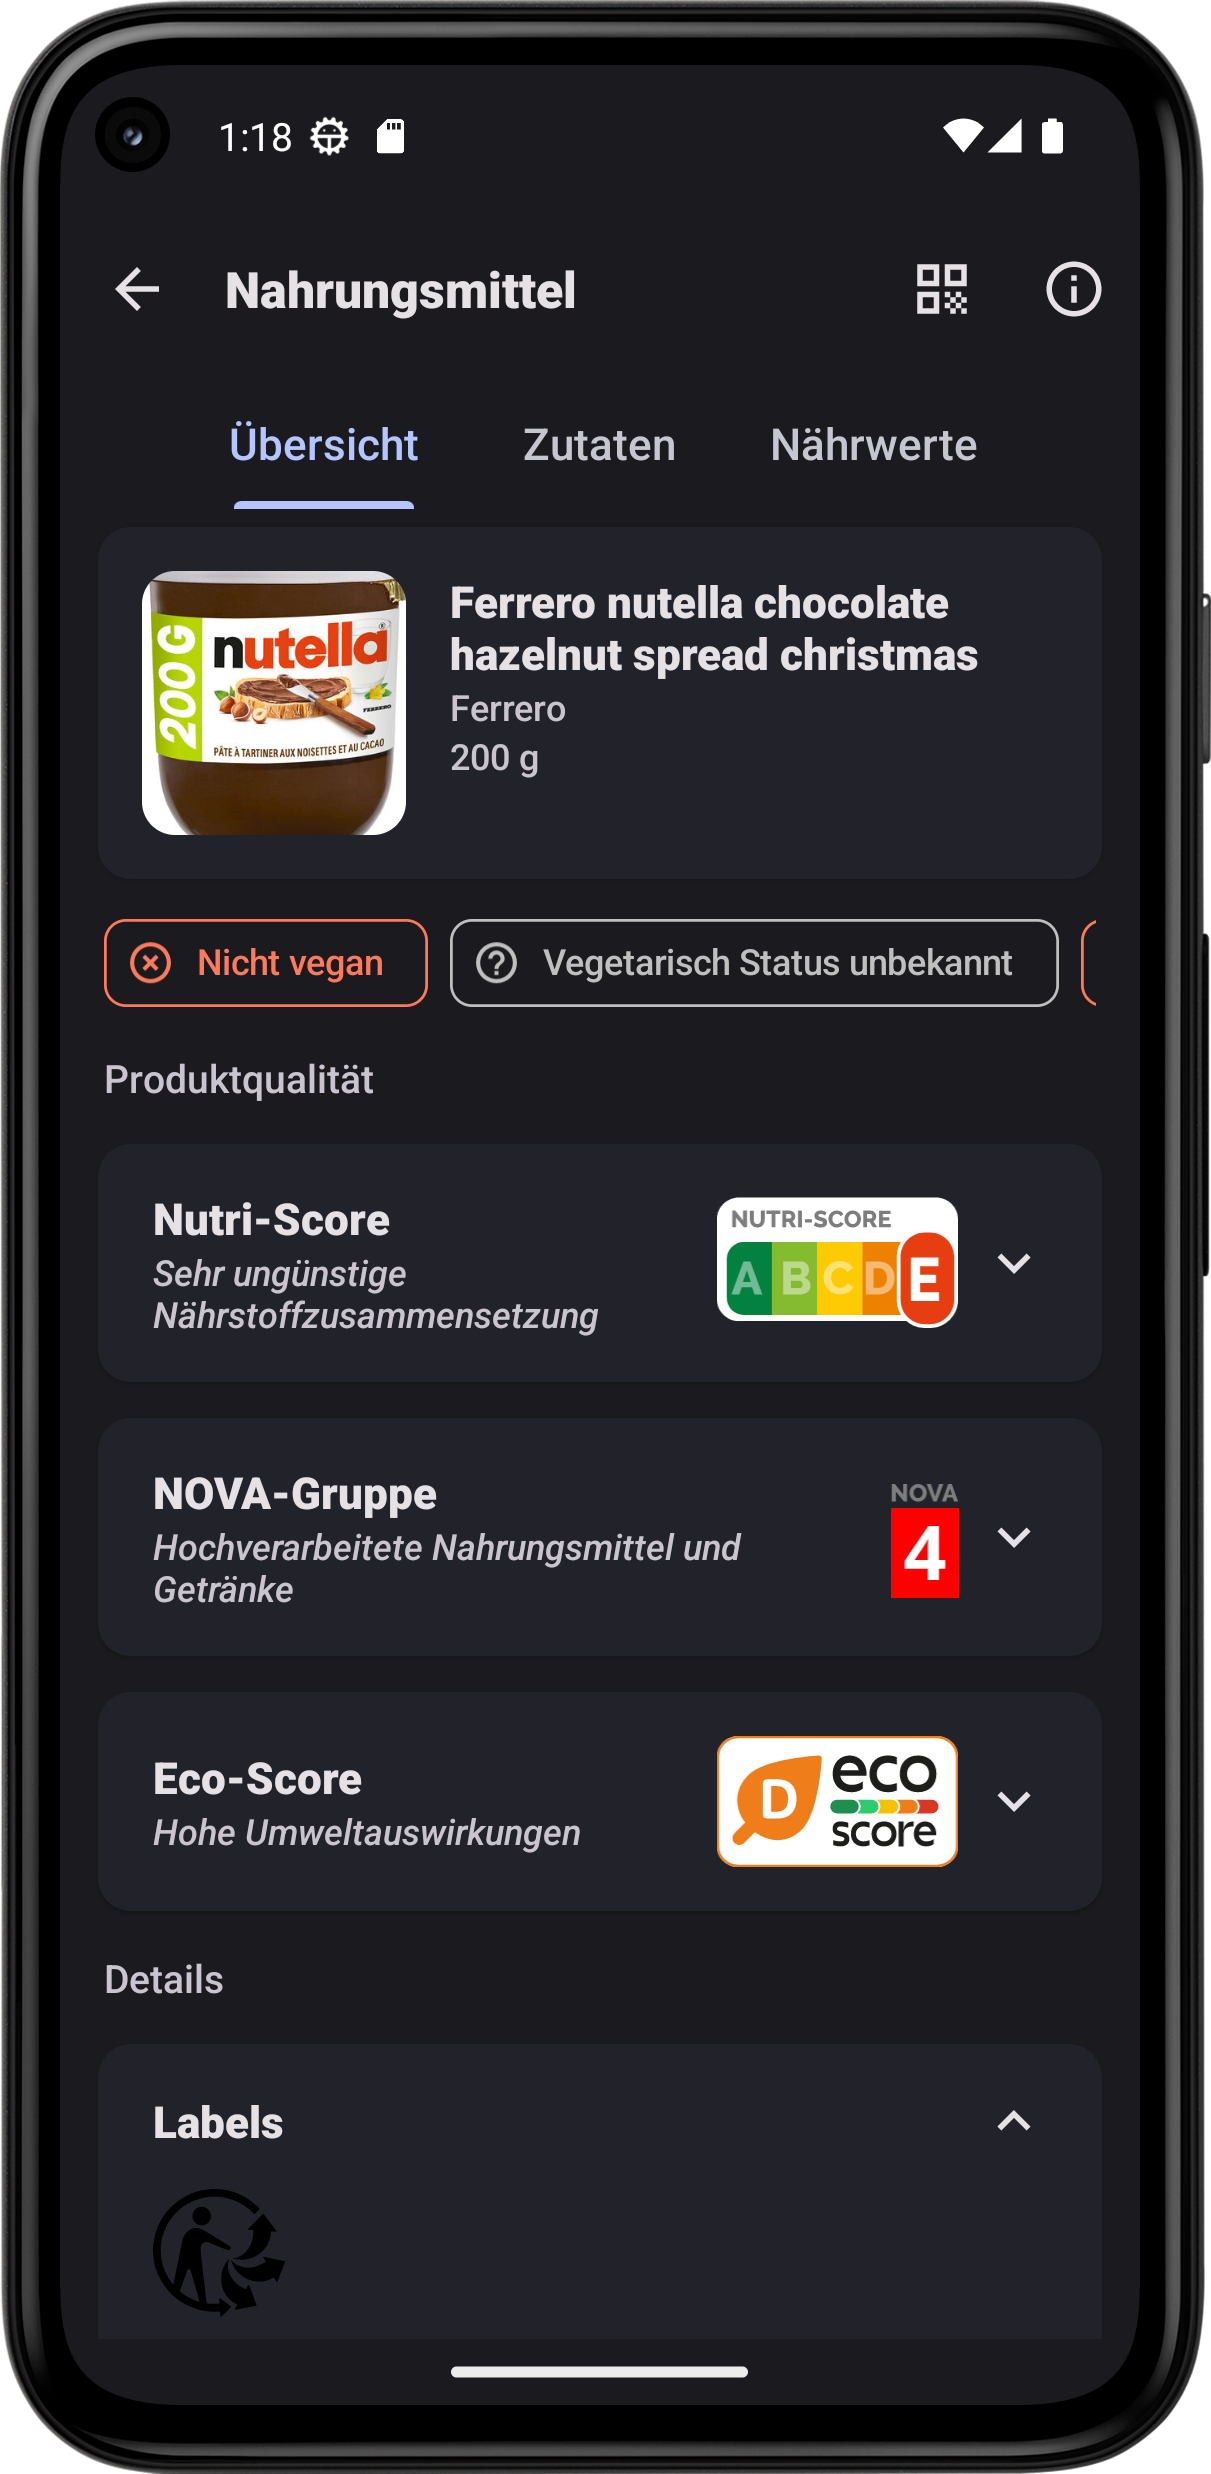 1:18
Nahrungsmittel
Übersicht Zutaten Nährwerte
200 G
nutella
FERRERO
PÂTE À TARTINER AUX NOISETTES ET AU CACAO
Ferrero nutella chocolate
hazelnut spread christmas
Ferrero
200 g
Nicht vegan
Vegetarisch Status unbekannt
Produktqualität
Nutri-Score
Sehr ungünstige
Nährstoffzusammensetzung
NUTRI-SCORE
A B C D E
NOVA-Gruppe
Hochverarbeitete Nahrungsmittel und
Getränke
NOVA
4
Eco-Score
Hohe Umweltauswirkungen
D
eco
score
Details
Labels